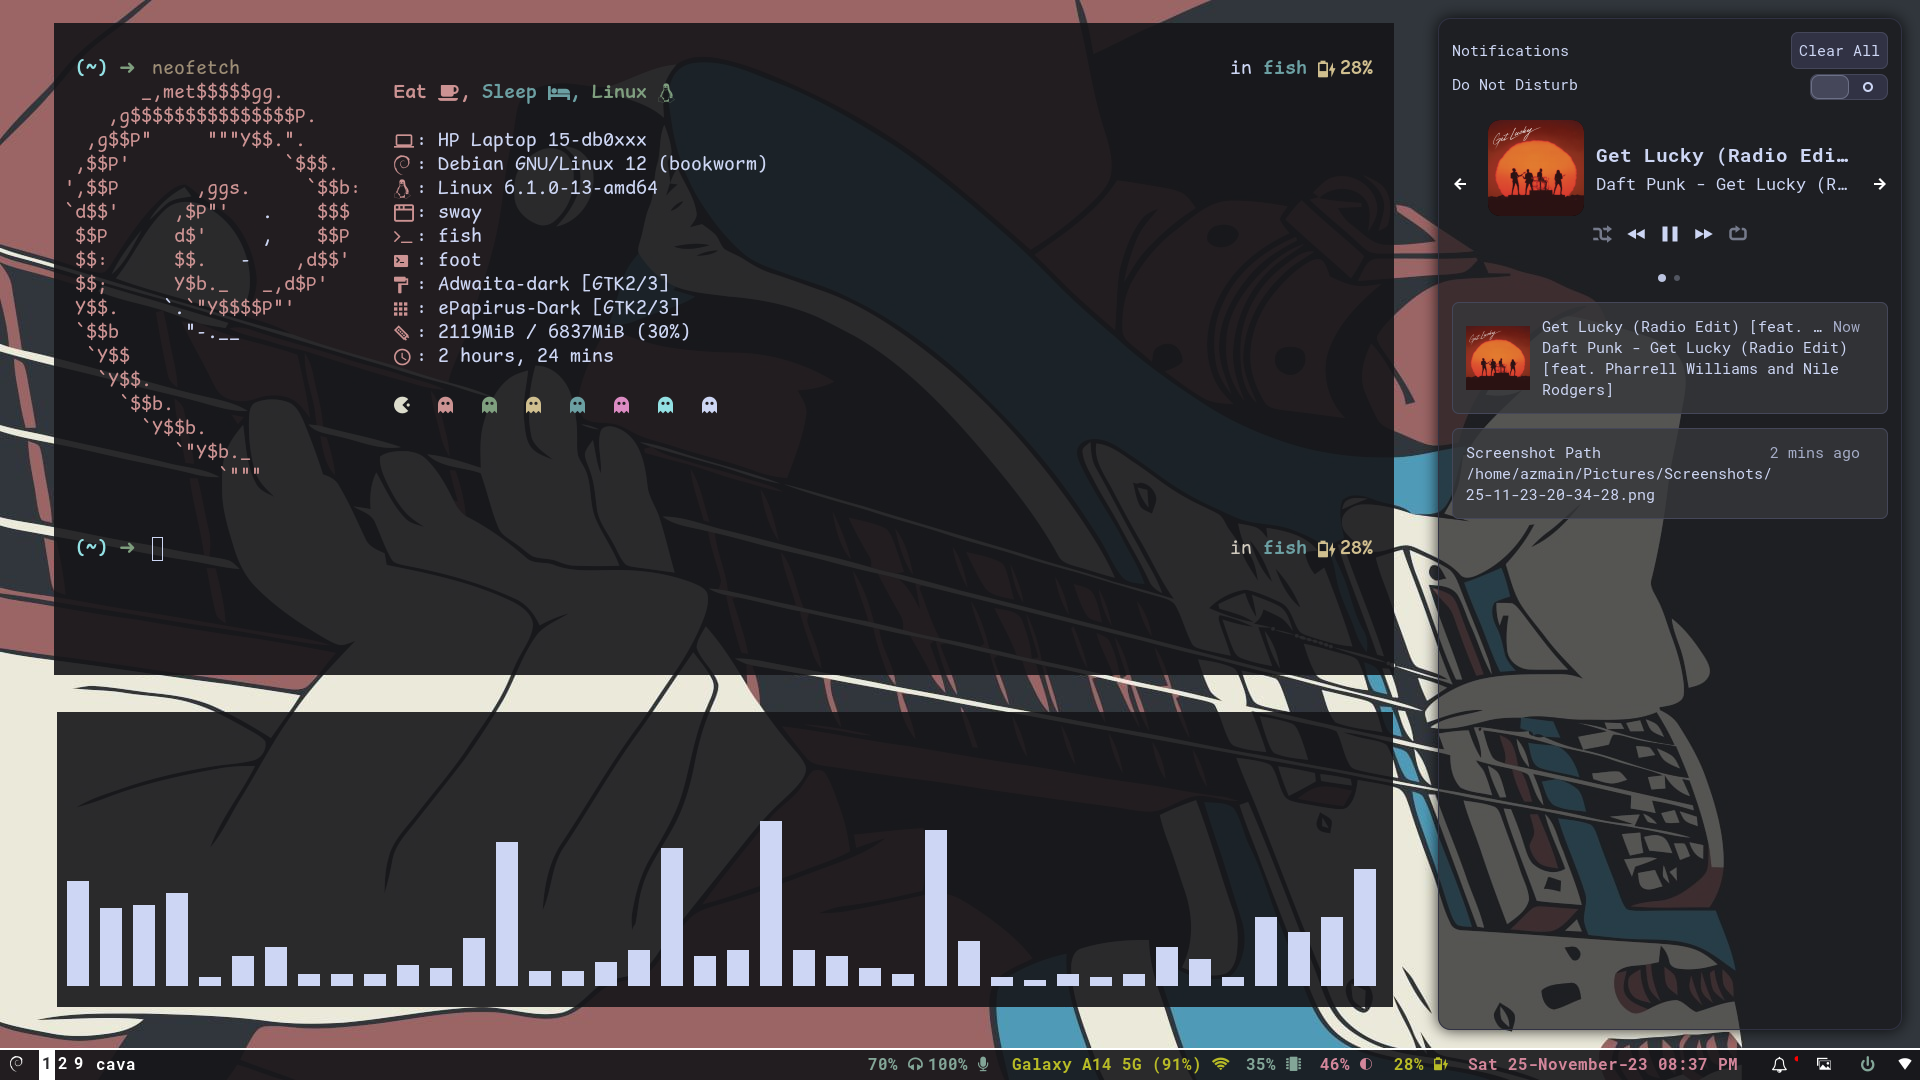 (~) ➜ neofetch
in fish 28%
_,met$$$$$gg.
,g$$$$$$$$$$$$$$$P.
,g$$P" """Y$$.".
,$$P' `$$$.
',$$P ,ggs. `$$b:
`d$$' ,$P"' . $$$
$$P d$' , $$P
$$: $$. - ,d$$'
$$; Y$b._ _,d$P'
Y$$. `.`"Y$$$$P"'
`$$b "-.__
`Y$$
`Y$$.
`$$b.
`Y$$b.
`"Y$b._
`"""
Eat , Sleep , Linux
: HP Laptop 15-db0xxx
: Debian GNU/Linux 12 (bookworm)
: Linux 6.1.0-13-amd64
: sway
: fish
: foot
: Adwaita-dark [GTK2/3]
: ePapirus-Dark [GTK2/3]
: 2119MiB / 6837MiB (30%)
: 2 hours, 24 mins
(~) ➜
in fish 28%
Notifications
Clear All
Do Not Disturb
Get Lucky
Get Lucky (Radio Edi…
Daft Punk - Get Lucky (R…
Get Lucky
Get Lucky (Radio Edit) [feat. … Now
Daft Punk - Get Lucky (Radio Edit)
[feat. Pharrell Williams and Nile
Rodgers]
Screenshot Path 2 mins ago
/home/azmain/Pictures/Screenshots/
25-11-23-20-34-28.png
1 2 9 cava
70% 100% Galaxy A14 5G (91%) 35% 46% 28% Sat 25-November-23 08:37 PM